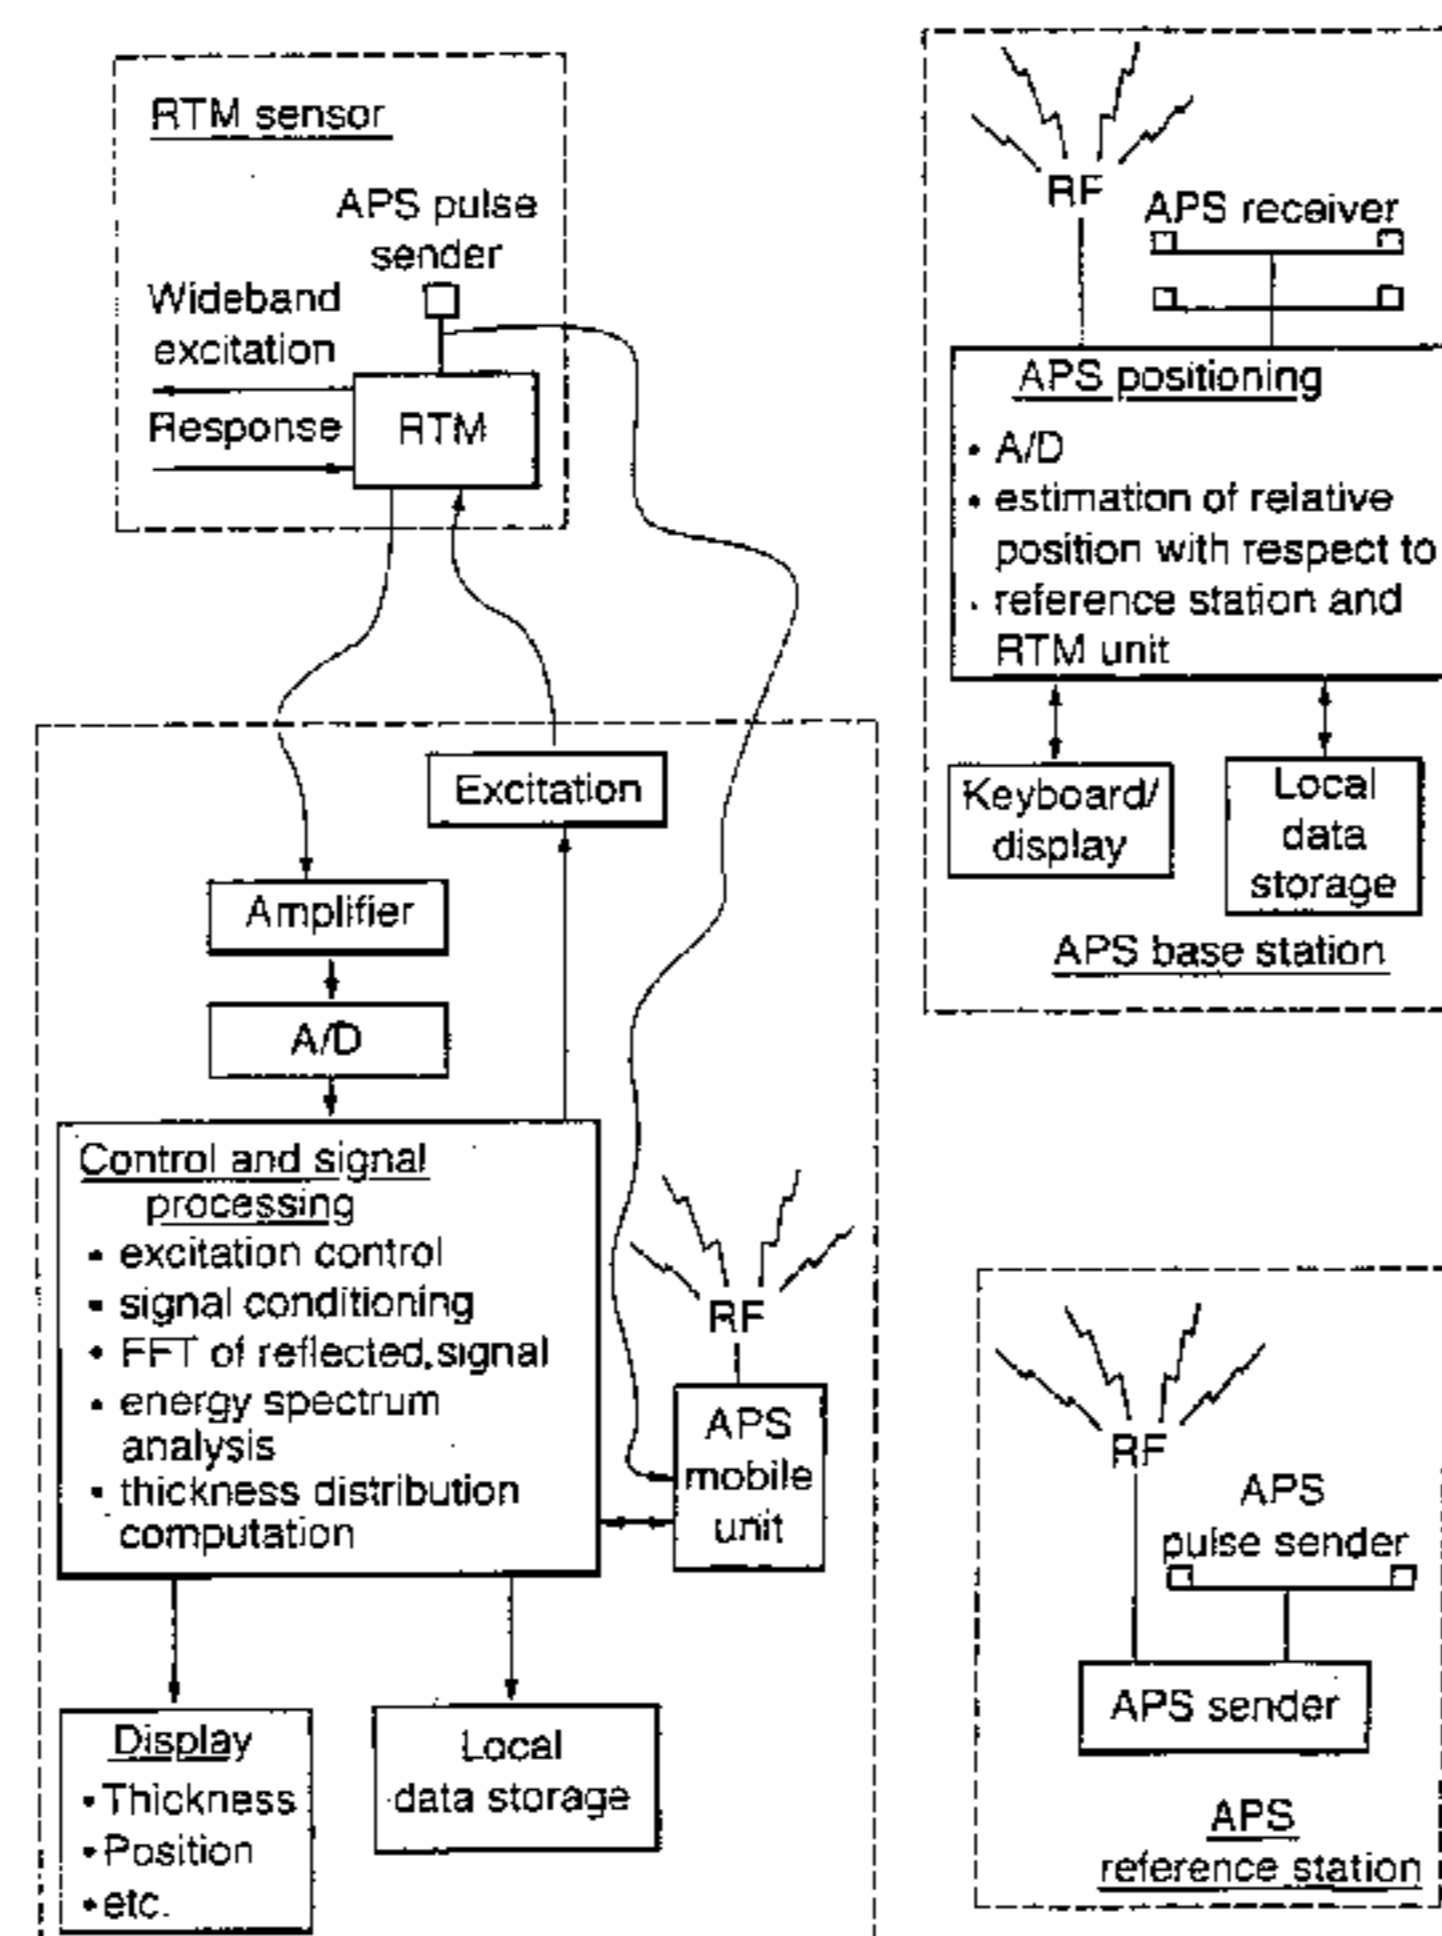 RTM sensor
APS pulse
sender
Wideband
excitation
Response
RTM
Excitation
Amplifier
A/D
Control and signal
processing
• excitation control
• signal conditioning
• FFT of reflected signal
• energy spectrum
analysis
• thickness distribution
computation
RF
APS
mobile
unit
Display
• Thickness
• Position
• etc.
Local
data storage
RF
APS receiver
APS positioning
• A/D
• estimation of relative
position with respect to
• reference station and
RTM unit
Keyboard/
display
Local
data
storage
APS base station
RF
APS
pulse sender
APS sender
APS
reference station